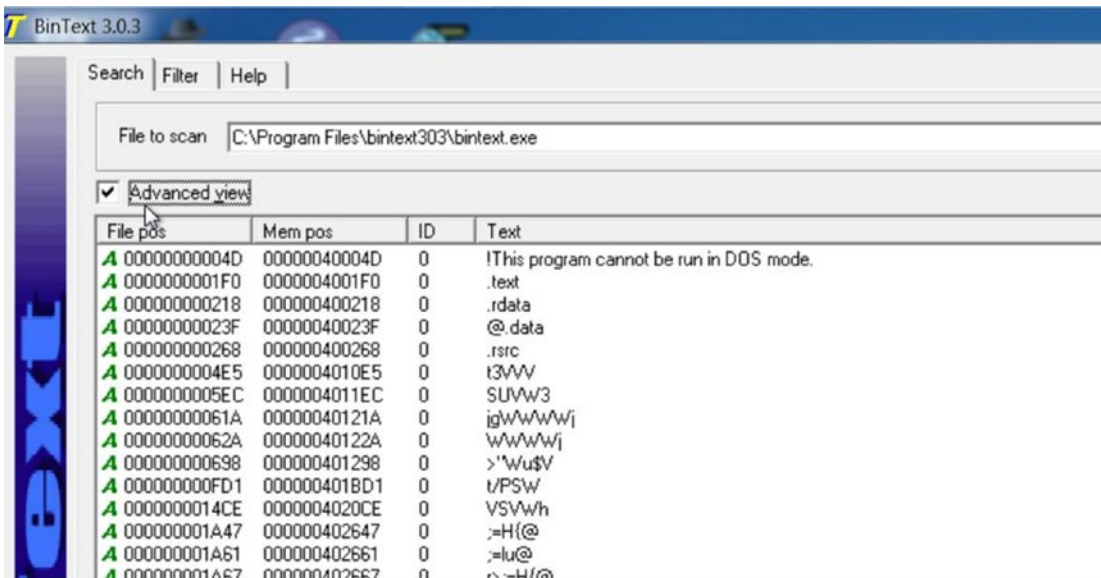 BinText 3.0.3
Search Filter Help
File to scan C:\Program Files\bintext303\bintext.exe
Advanced view
File pos Mem pos ID Text
A 00000000004D 00000040004D 0 !This program cannot be run in DOS mode.
A 0000000001F0 0000004001F0 0 .text
A 000000000218 000000400218 0 .rdata
A 00000000023F 00000040023F 0 @.data
A 000000000268 000000400268 0 .rsrc
A 0000000004E5 0000004010E5 0 t3VVV
A 0000000005EC 0000004011EC 0 SUVW3
A 00000000061A 00000040121A 0 jgWWWWj
A 00000000062A 00000040122A 0 WWWWj
A 000000000698 000000401298 0 >"Wu$V
A 000000000FD1 000000401BD1 0 t/PSW
A 0000000014CE 0000004020CE 0 VSVWh
A 000000001A47 000000402647 0 ;=H{@
A 000000001A61 000000402661 0 ;=lu@
A 000000001A67 000000402667 0
ext